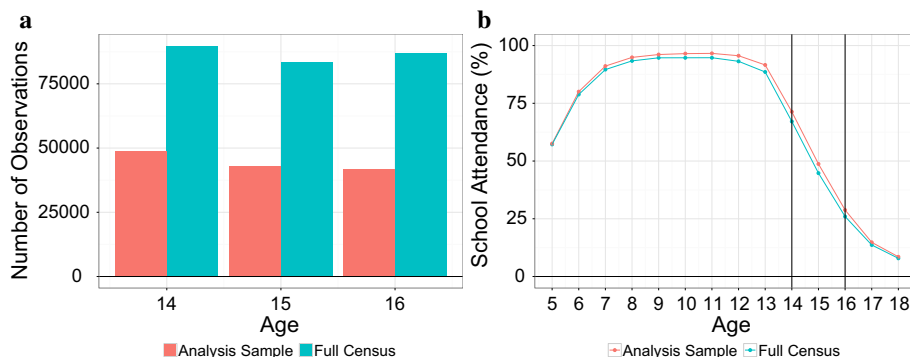 a
Number of Observations
75000
50000
25000
0
14 15 16
Age
Analysis Sample Full Census
b
School Attendance (%)
100
75
50
25
0
5 6 7 8 9 10 11 12 13 14 15 16 17 18
Age
Analysis Sample Full Census